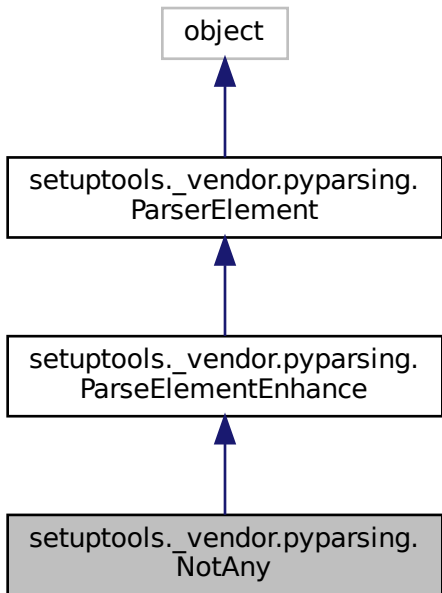 object
setuptools._vendor.pyparsing.
ParserElement
setuptools._vendor.pyparsing.
ParseElementEnhance
setuptools._vendor.pyparsing.
NotAny